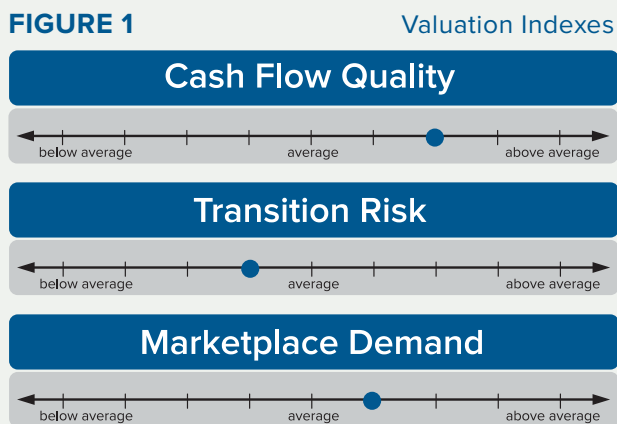 FIGURE 1 Valuation Indexes
Cash Flow Quality
below average average above average
Transition Risk
below average average above average
Marketplace Demand
below average average above average